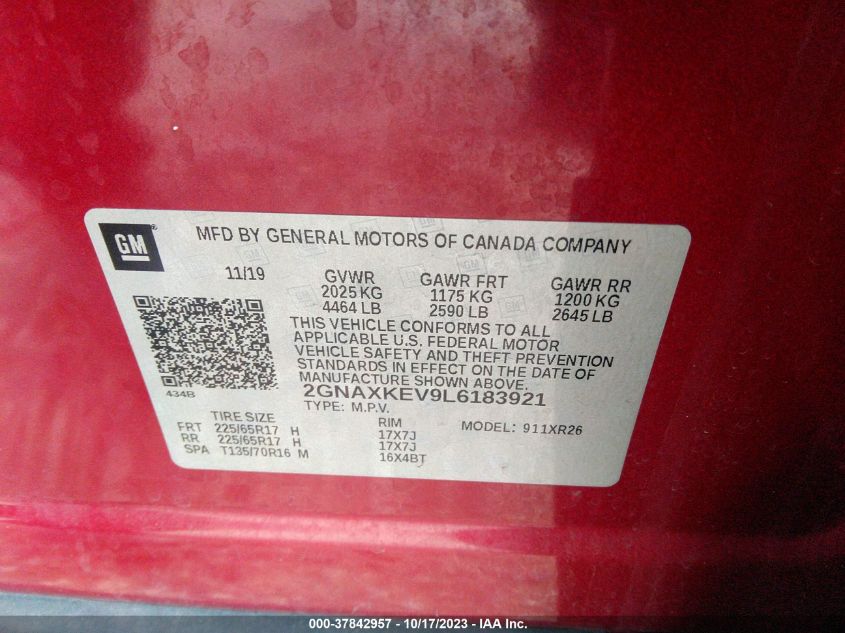 GM
MFD BY GENERAL MOTORS OF CANADA COMPANY
11/19 GVWR GAWR FRT GAWR RR
2025 KG 1175 KG 1200 KG
4464 LB 2590 LB 2645 LB
THIS VEHICLE CONFORMS TO ALL
APPLICABLE U.S. FEDERAL MOTOR
VEHICLE SAFETY AND THEFT PREVENTION
STANDARDS IN EFFECT ON THE DATE OF
MANUFACTURE SHOWN ABOVE.
434B 2GNAXKEV9L6183921
TYPE: M.P.V.
TIRE SIZE RIM MODEL: 911XR26
FRT 225/65R17 H 17X7J
RR 225/65R17 H 17X7J
SPA T135/70R16 M 16X4BT
000-37842957 - 10/17/2023 - IAA Inc.